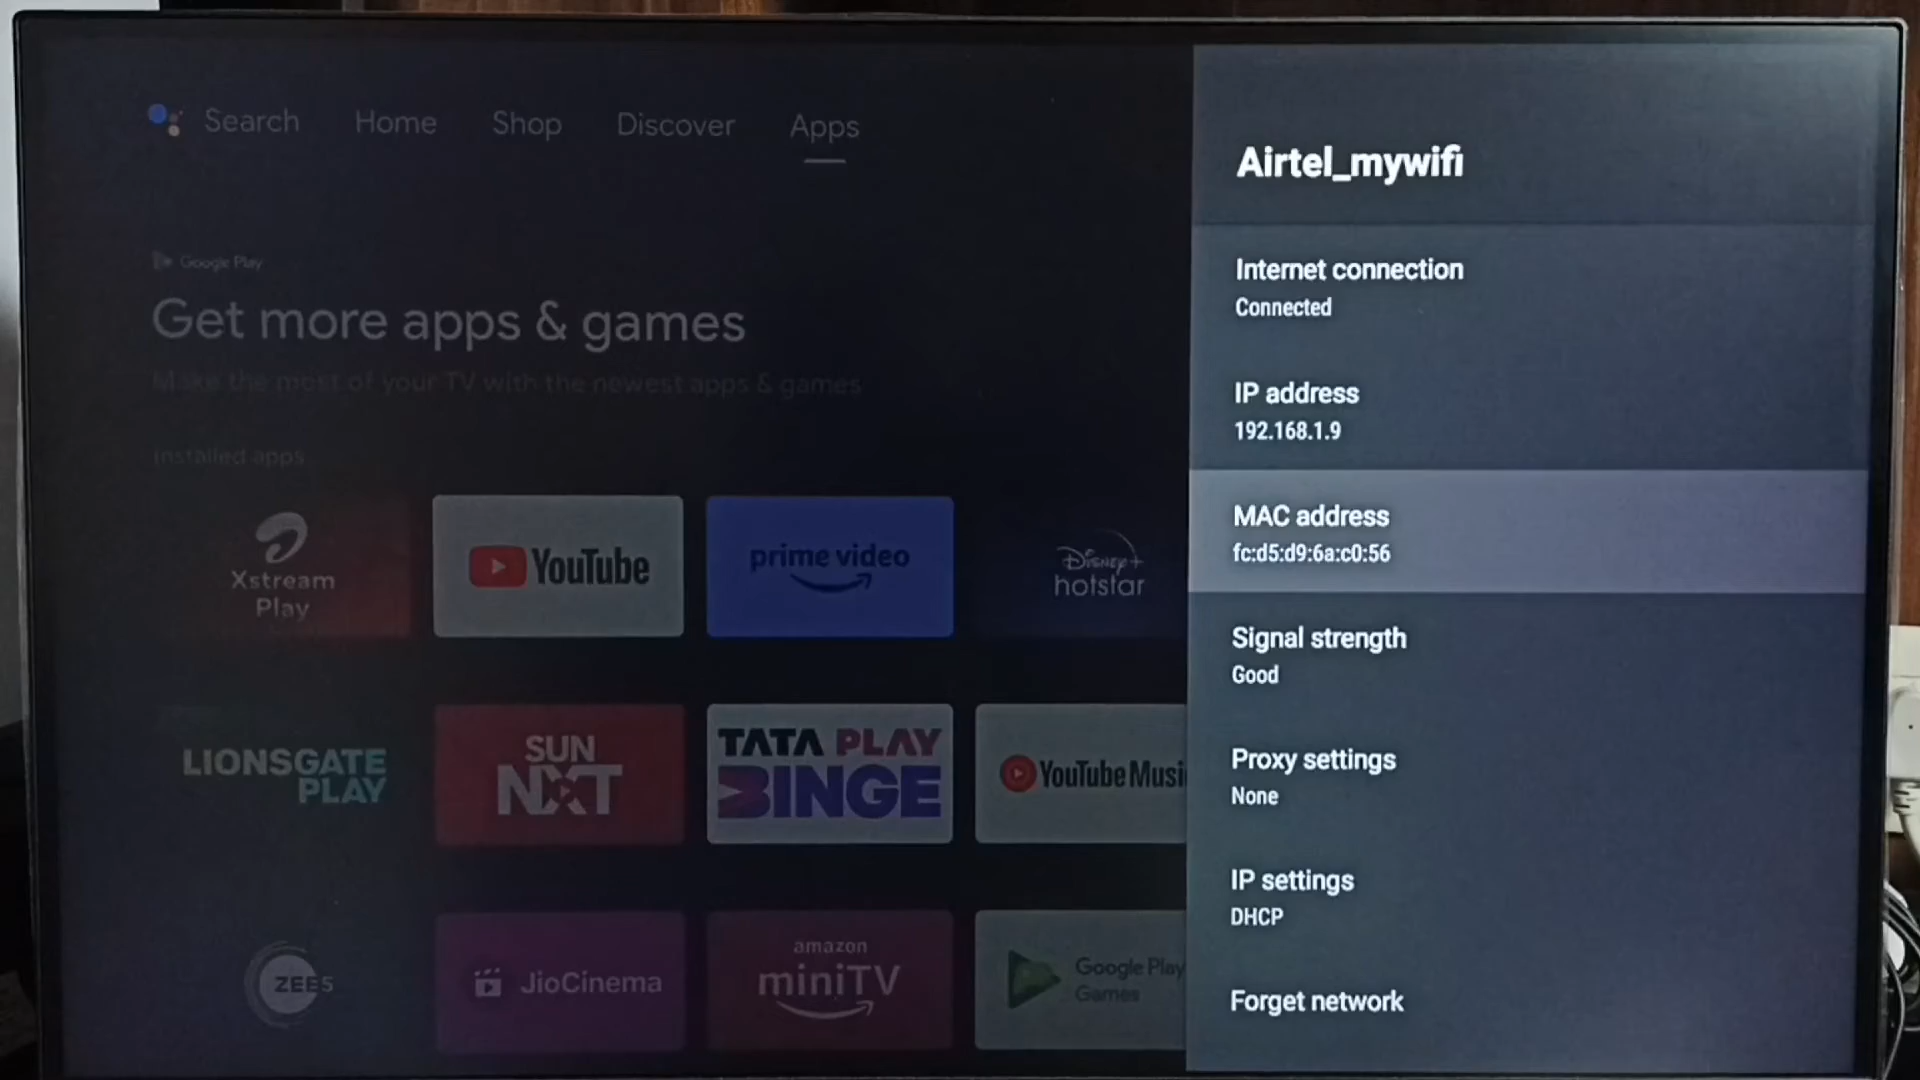 Search Home Shop Discover Apps
Google Play
Get more apps & games
Make the most of your TV with the newest apps & games
Installed apps
Xstream
Play
YouTube
prime video
Disney+
hotstar
LIONSGATE
PLAY
SUN
NXT
TATA PLAY
BINGE
YouTube Musi
ZEE5
JioCinema
amazon
miniTV
Google Play
Games
Airtel_mywifi
Internet connection
Connected
IP address
192.168.1.9
MAC address
fc:d5:d9:6a:c0:56
Signal strength
Good
Proxy settings
None
IP settings
DHCP
Forget network